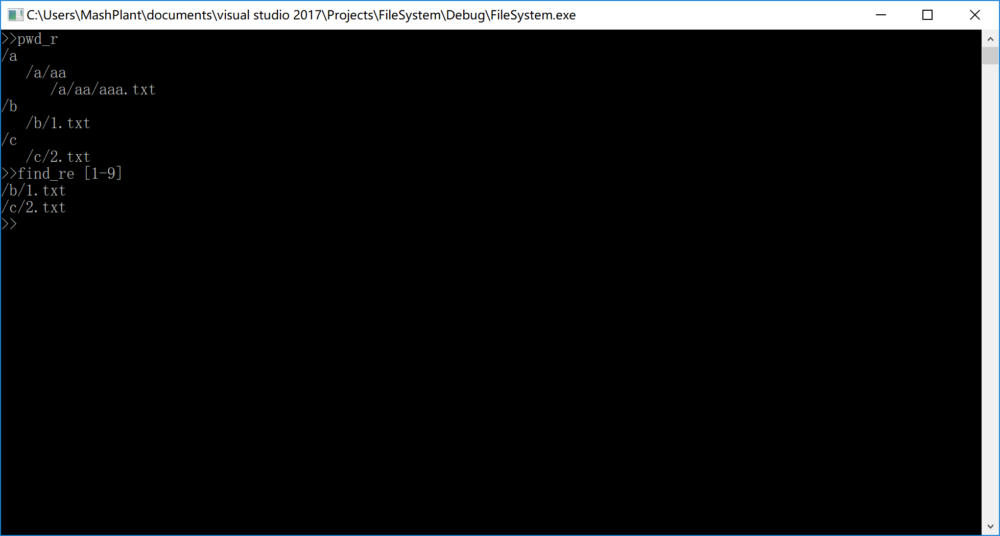 C:\Users\MashPlant\documents\visual studio 2017\Projects\FileSystem\Debug\FileSystem.exe
>>pwd_r
/a
   /a/aa
      /a/aa/aaa.txt
/b
   /b/1.txt
/c
   /c/2.txt
>>find_re [1-9]
/b/1.txt
/c/2.txt
>>